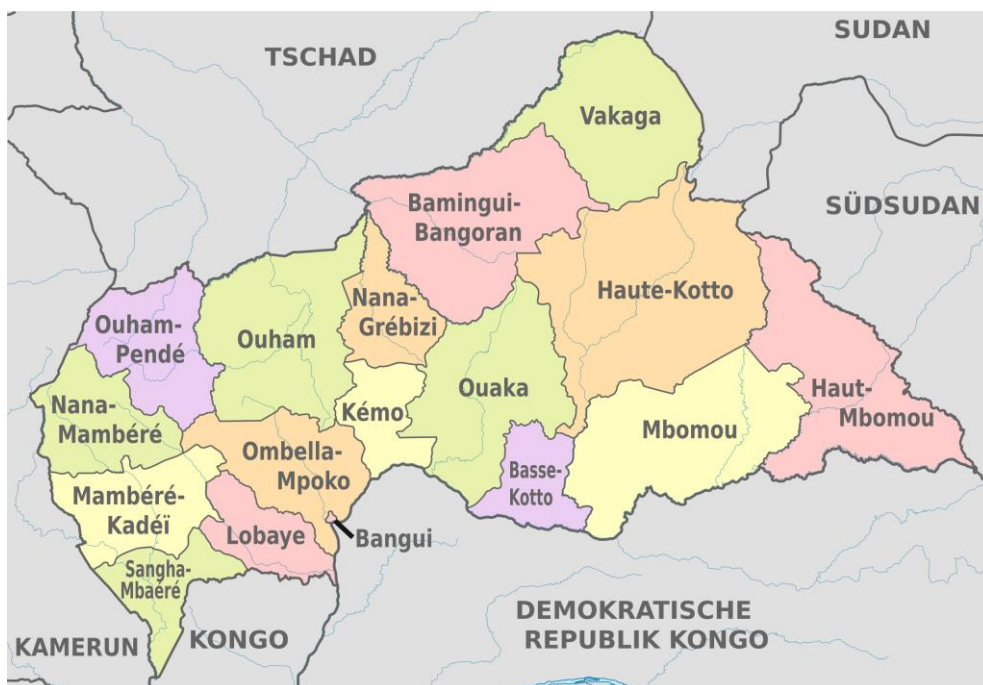 SUDAN
TSCHAD
Vakaga
Bamingui-
Bangoran
SÜDSUDAN
Haute-Kotto
Nana-
Grébizi
Ouham-
Pendé
Ouham
Ouaka
Haut-
Mbomou
Nana-
Mambéré
Kémo
Mbomou
Ombella-
Mpoko
Basse-
Kotto
Mambéré-
Kadéï
Lobaye
Bangui
Sangha-
Mbaéré
DEMOKRATISCHE
REPUBLIK KONGO
KAMERUN
KONGO